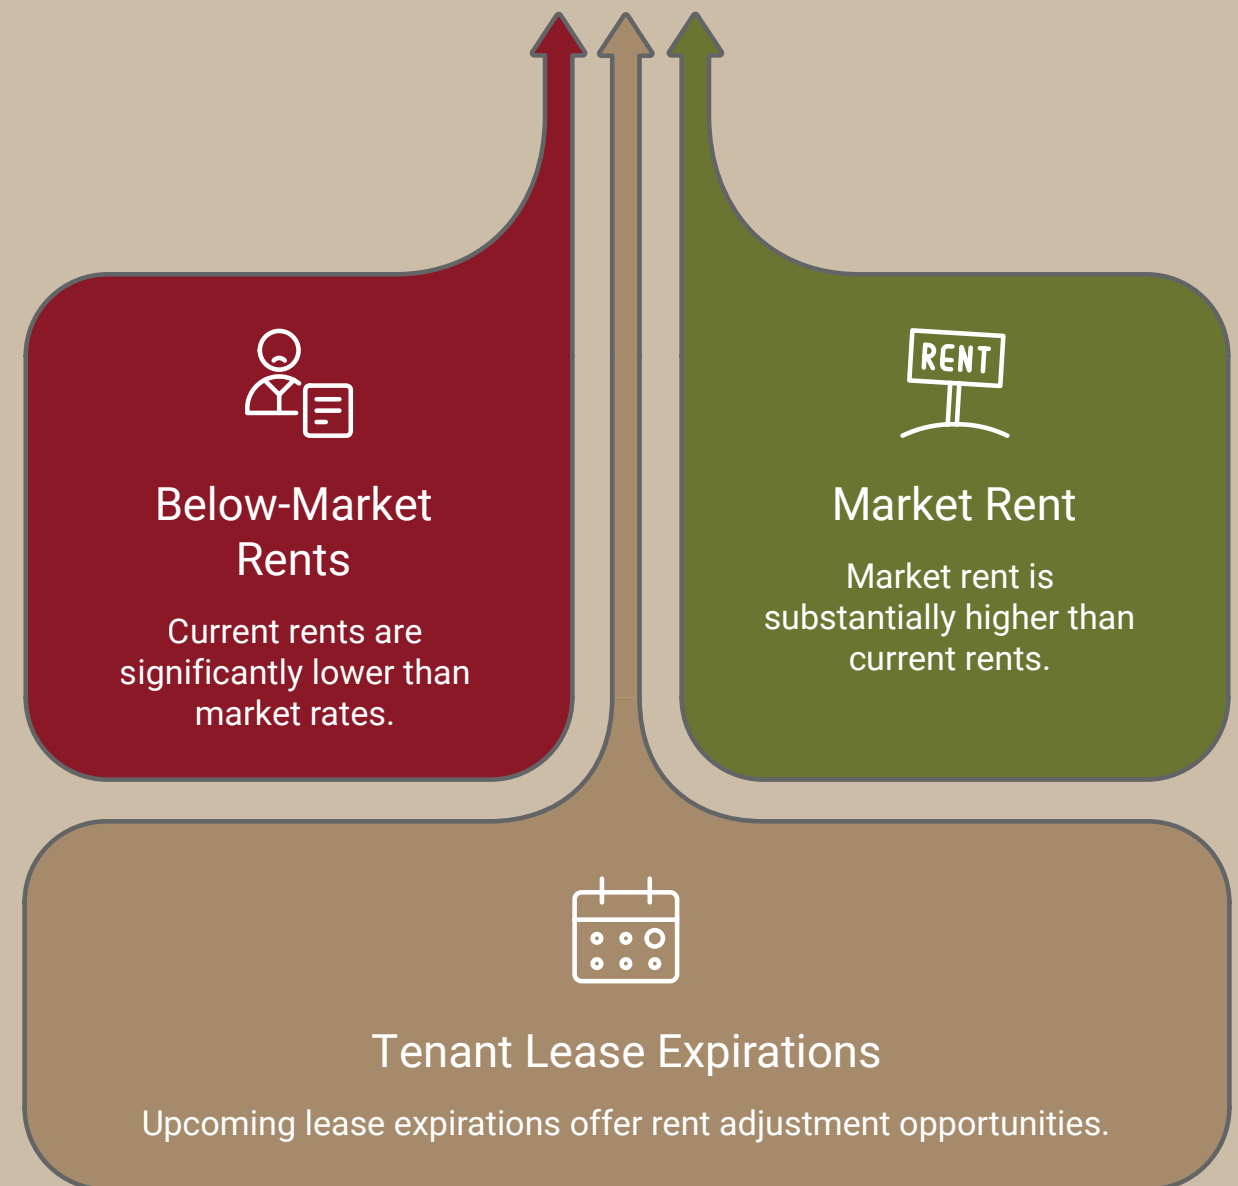 RENT
Below-Market
Rents
Current rents are
significantly lower than
market rates.
Market Rent
Market rent is
substantially higher than
current rents.
Tenant Lease Expirations
Upcoming lease expirations offer rent adjustment opportunities.